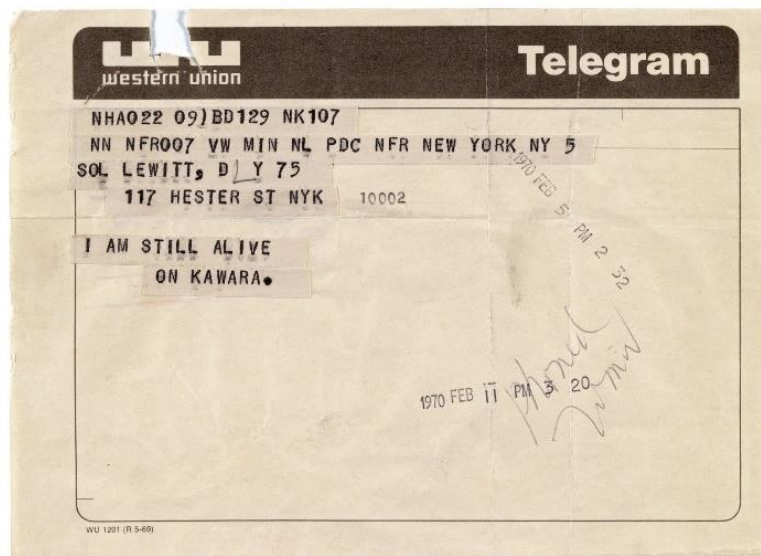 western union
Telegram
NHA022 09)BD129 NK107
NN NFR007 VW MIN NL PDC NFR NEW YORK NY 5
SOL LEWITT, DLY 75
117 HESTER ST NYK 10002
1970 FEB 5 PM 2 32
I AM STILL ALIVE
ON KAWARA.
phoned
1970 FEB 11 PM 3 20
WU 1201 (R 5-69)